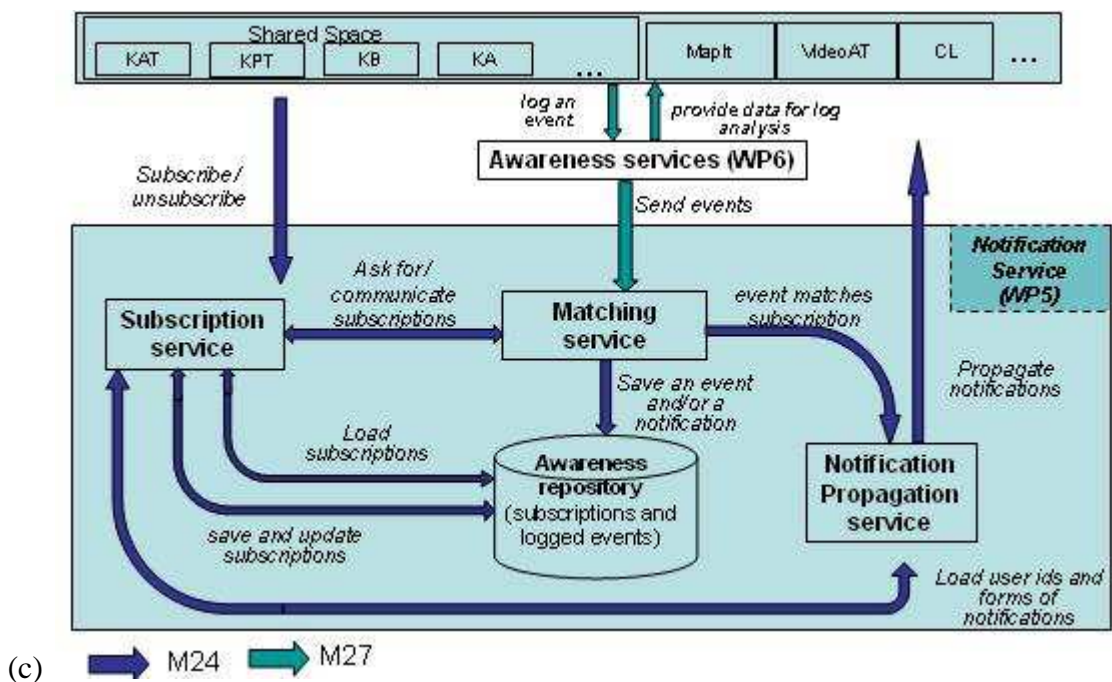 Shared Space
KAT
KPT
KB
KA
...
MapIt
VideoAT
CL
...
log an
event
provide data for log
analysis
Awareness services (WP6)
Subscribe/
unsubscribe
Send events
Notification
Service
(WP5)
Ask for/
communicate
subscriptions
Subscription
service
Matching
service
event matches
subscription
Propagate
notifications
Save an event
and/or a
notification
Load
subscriptions
Awareness
repository
(subscriptions and
logged events)
Notification
Propagation
service
save and update
subscriptions
Load user ids and
forms of
notifications
(c)
M24
M27